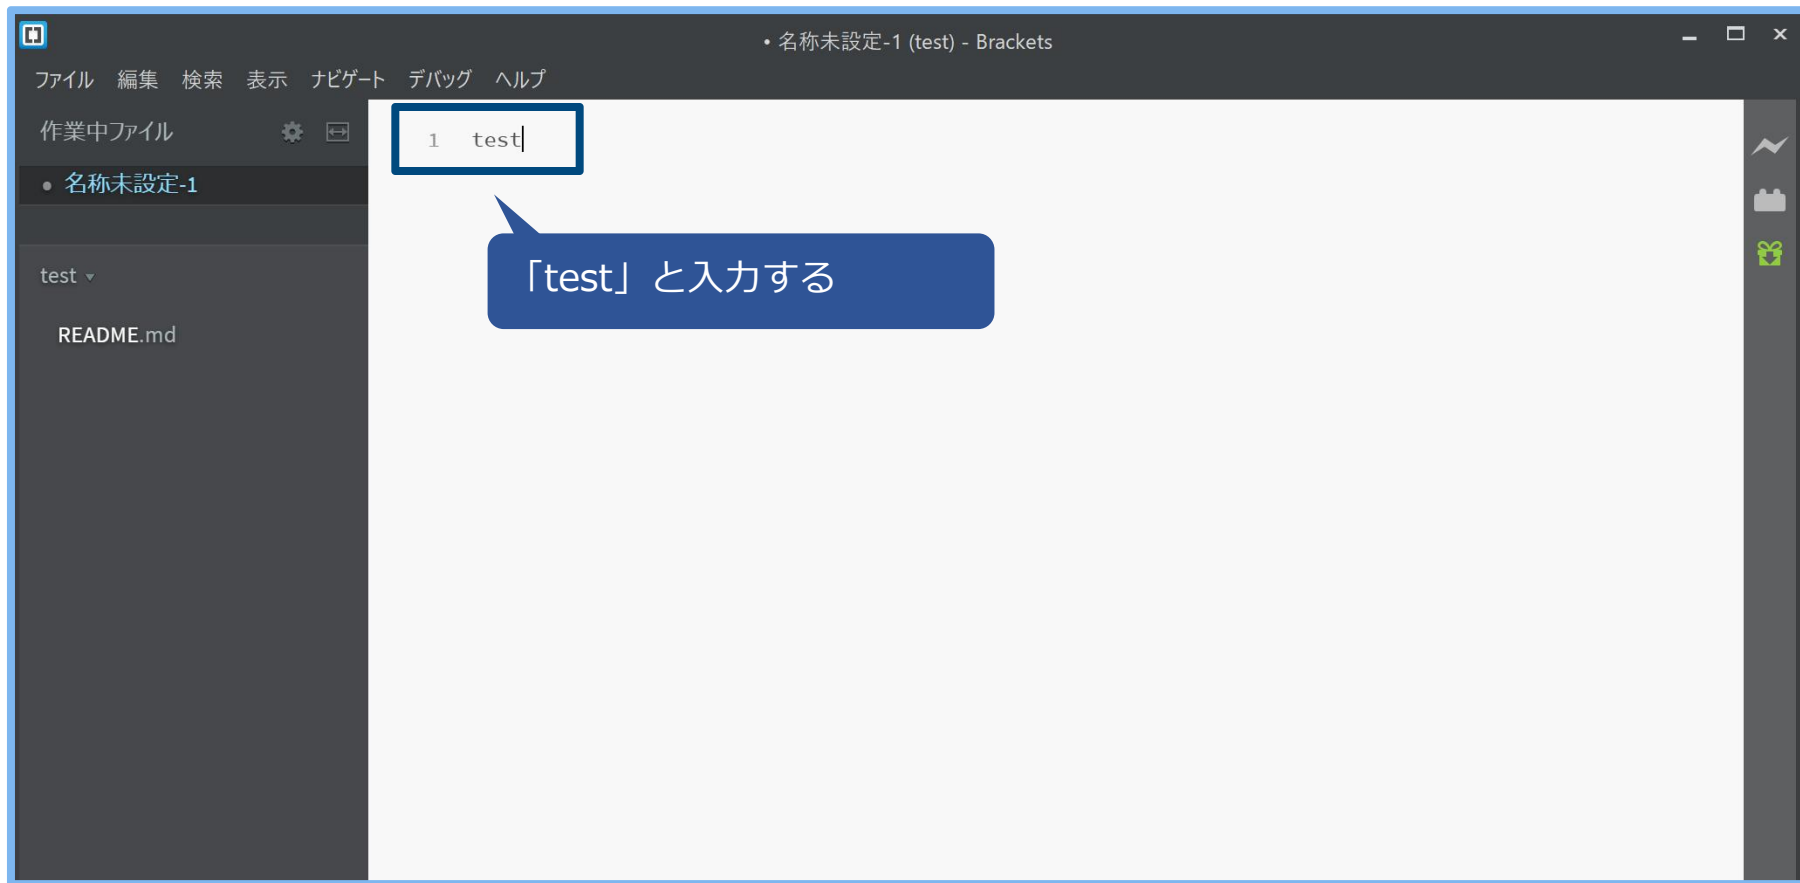 • 名称未設定-1 (test) - Brackets
ファイル 編集 検索 表示 ナビゲート デバッグ ヘルプ
作業中ファイル
• 名称未設定-1
test
README.md
1 test
「test」と入力する